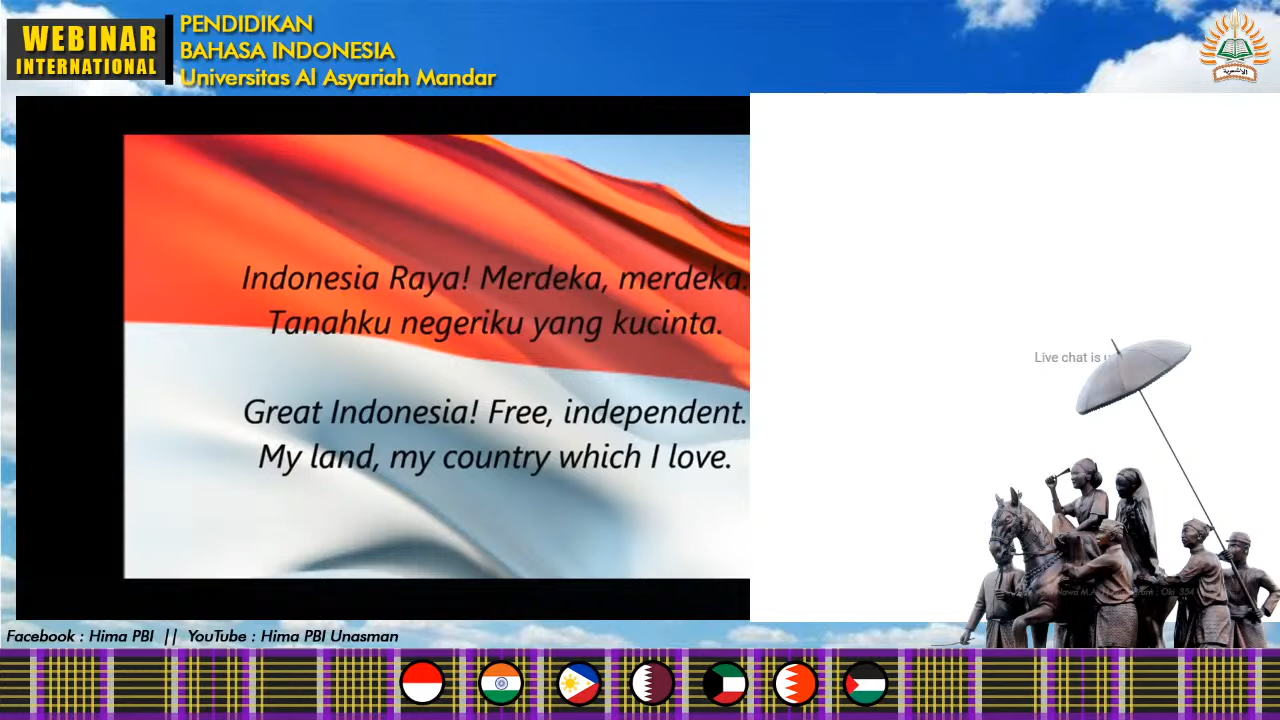 WEBINAR
INTERNATIONAL
PENDIDIKAN
BAHASA INDONESIA
Universitas Al Asyariah Mandar
Indonesia Raya! Merdeka, merdeka.
Tanahku negeriku yang kucinta.
Great Indonesia! Free, independent.
My land, my country which I love.
Live chat is
Facebook : Hima PBI || YouTube : Hima PBI Unasman